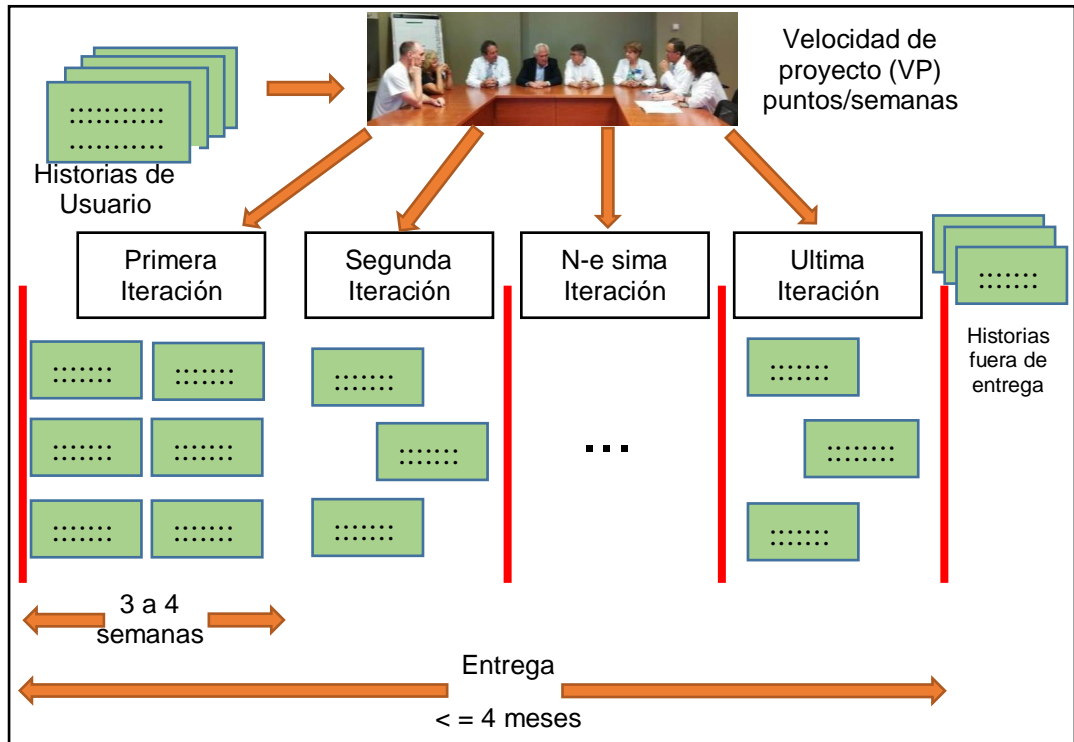 Velocidad de
proyecto (VP)
puntos/semanas
Historias de
Usuario
Primera
Iteración
Segunda
Iteración
N-e sima
Iteración
Ultima
Iteración
...
Historias
fuera de
entrega
3 a 4
semanas
Entrega
< = 4 meses